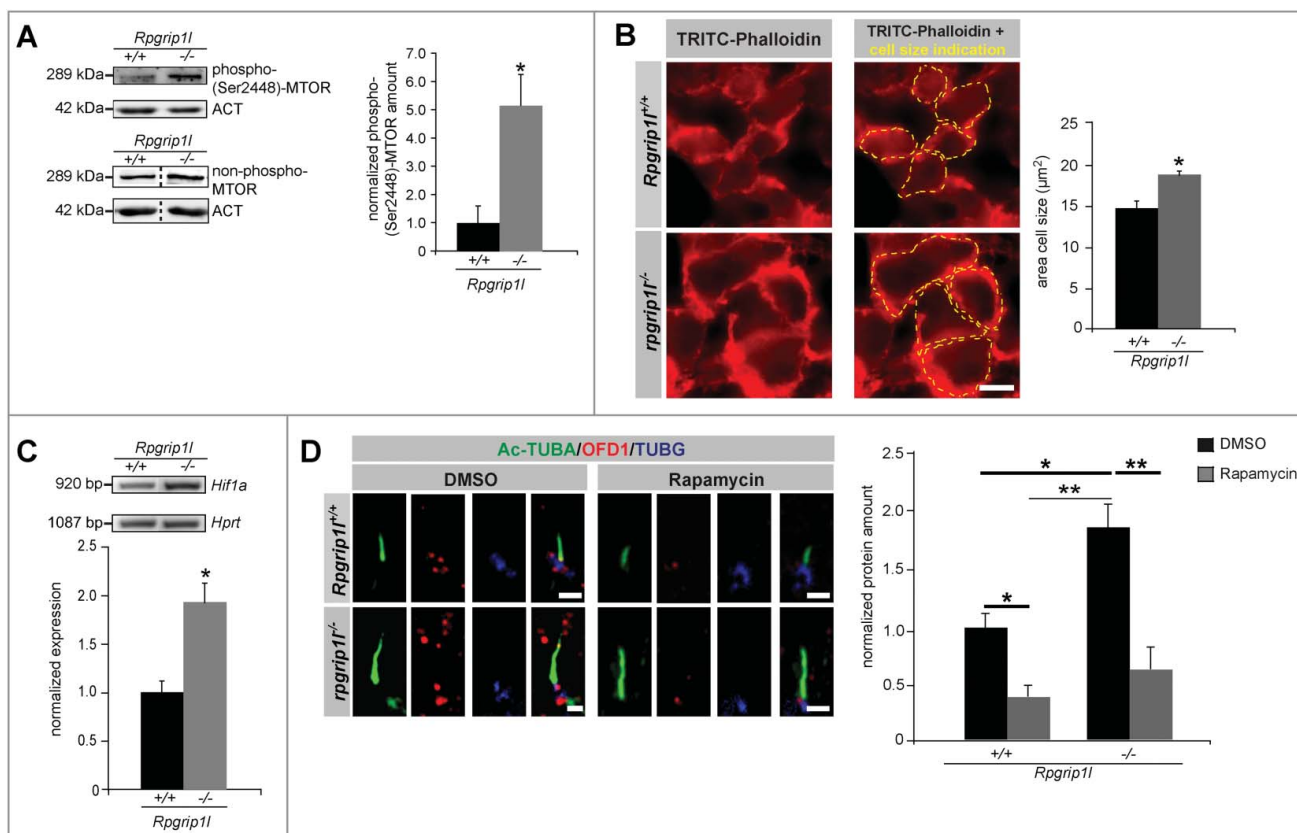 A
Rpgrip1l
+/+ -/-
289 kDa
phospho-
(Ser2448)-MTOR
42 kDa
ACT
Rpgrip1l
+/+ -/-
289 kDa
non-phospho-
MTOR
42 kDa
ACT
normalized phospho-
(Ser2448)-MTOR amount
6.0
7.0
5.0
4.0
3.0
2.0
1.0
0
*
+/+ -/-
Rpgrip1l
B
TRITC-Phalloidin
TRITC-Phalloidin +
cell size indication
Rpgrip1l+/+
rpgrip1l-/-
area cell size (µm²)
25
20
15
10
5
0
*
+/+ -/-
Rpgrip1l
C
Rpgrip1l
+/+ -/-
920 bp
Hif1a
1087 bp
Hprt
normalized expression
2.5
2.0
1.5
1.0
0.5
0
*
+/+ -/-
Rpgrip1l
D
Ac-TUBA/OFD1/TUBG
DMSO
Rapamycin
Rpgrip1l+/+
rpgrip1l-/-
normalized protein amount
2.5
2.0
1.5
1.0
0.5
0
*
**
**
*
+/+ -/-
Rpgrip1l
DMSO
Rapamycin